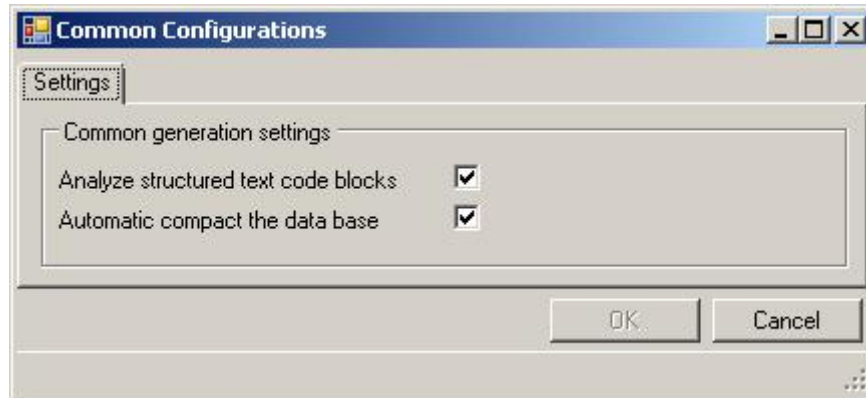 Common Configurations
Settings
Common generation settings
Analyze structured text code blocks
Automatic compact the data base
OK
Cancel